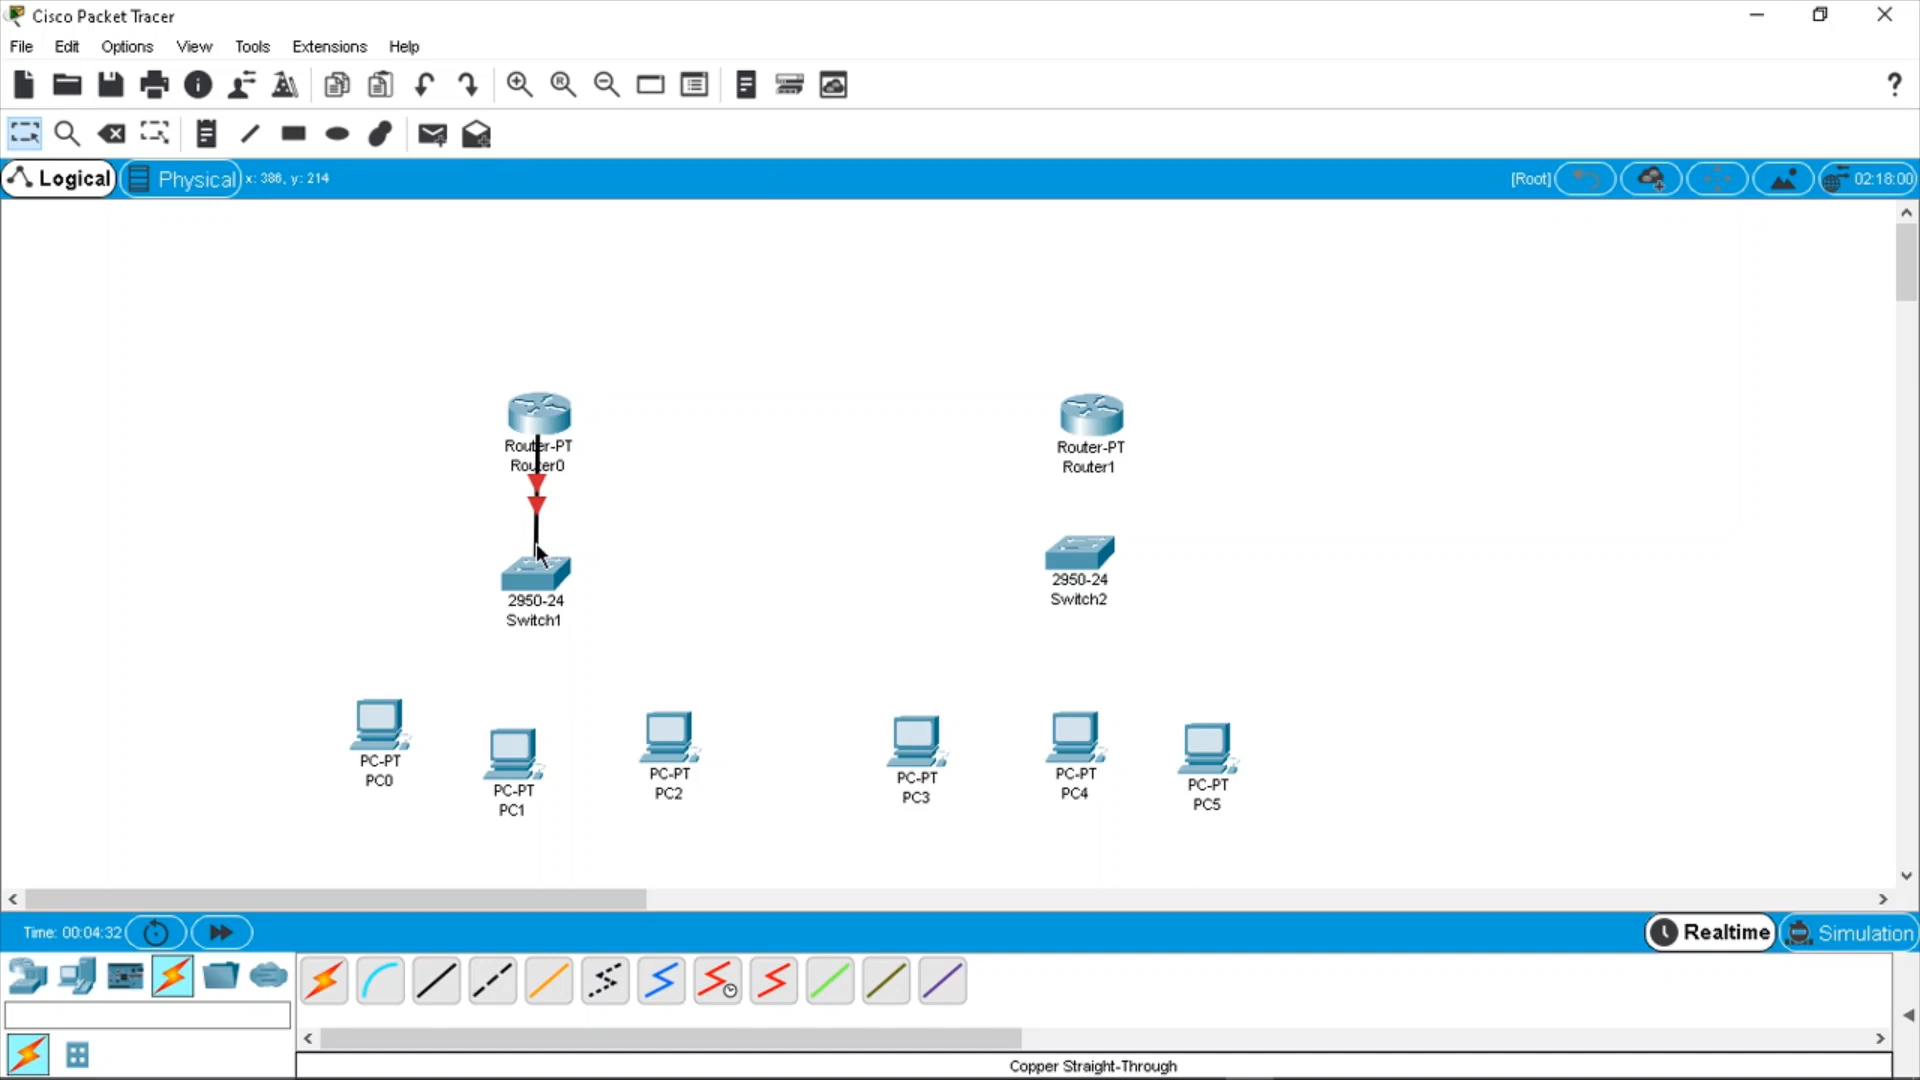 Cisco Packet Tracer
File Edit Options View Tools Extensions Help
?
Logical Physical x: 386, y: 214 [Root] 02:18:00
Router-PT
Router0
Router-PT
Router1
2950-24
Switch1
2950-24
Switch2
PC-PT
PC0
PC-PT
PC1
PC-PT
PC2
PC-PT
PC3
PC-PT
PC4
PC-PT
PC5
Time: 00:04:32 Realtime Simulation
Copper Straight-Through